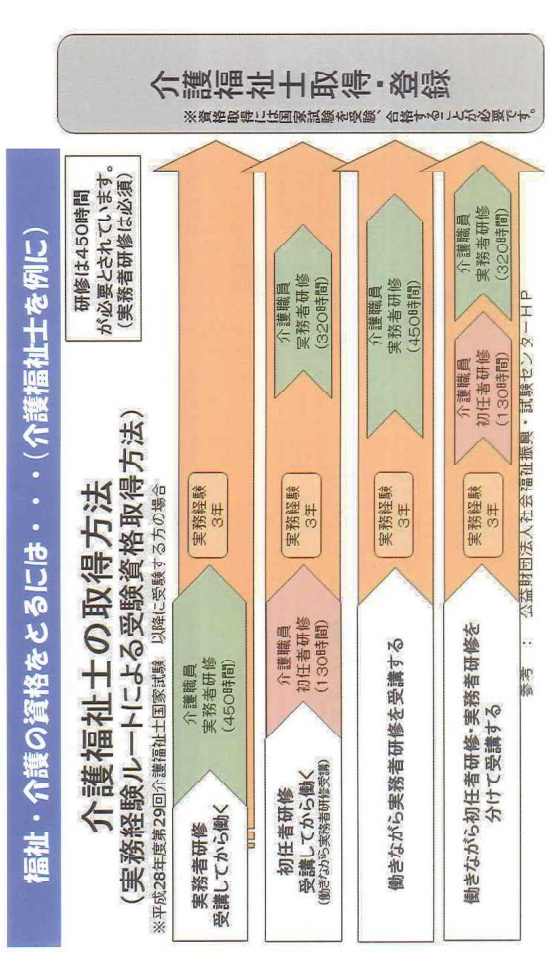 福祉・介護の資格をとるには・・・(介護福祉士を例に)
介護福祉士の取得方法
(実務経験ルートによる受験資格取得方法)
※平成28年度第29回介護福祉士国家試験 以降に受験する方の場合
研修は450時間
が必要とされています。
(実務者研修は必須)
実務者研修
受講してから働く
介護職員
実務者研修
(450時間)
実務経験
3年
初任者研修
受講してから働く
(働きながら実務者研修受講)
介護職員
初任者研修
(130時間)
実務経験
3年
介護職員
実務者研修
(320時間)
働きながら実務者研修を受講する
実務経験
3年
介護職員
実務者研修
(450時間)
働きながら初任者研修・実務者研修を
分けて受講する
実務経験
3年
介護職員
初任者研修
(130時間)
介護職員
実務者研修
(320時間)
介護福祉士取得・登録
※資格取得には国家試験を受験、合格することが必要です。
参考 : 公益財団法人社会福祉振興・試験センターHP